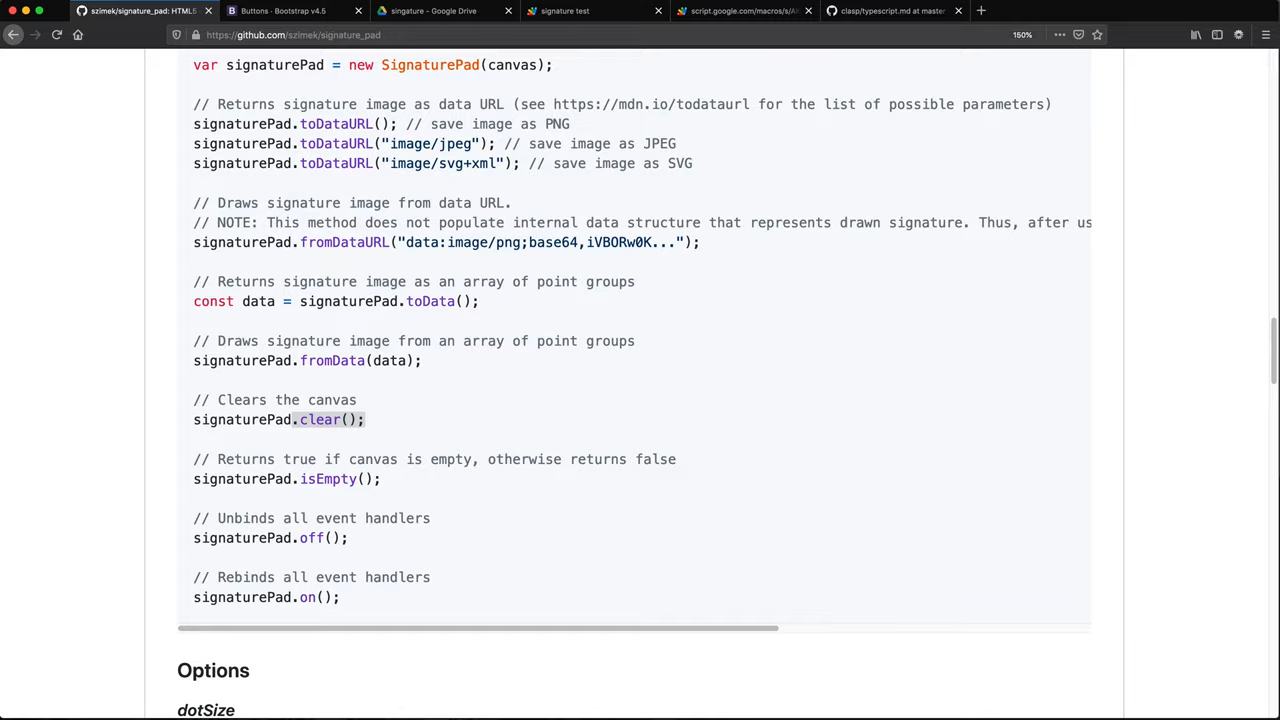 szimek/signature_pad: HTML5
Buttons · Bootstrap v4.5
singature - Google Drive
signature test
script.google.com/macros/s/A
clasp/typescript.md at master
https://github.com/szimek/signature_pad
150%
var signaturePad = new SignaturePad(canvas);
// Returns signature image as data URL (see https://mdn.io/todataurl for the list of possible parameters)
signaturePad.toDataURL(); // save image as PNG
signaturePad.toDataURL("image/jpeg"); // save image as JPEG
signaturePad.toDataURL("image/svg+xml"); // save image as SVG
// Draws signature image from data URL.
// NOTE: This method does not populate internal data structure that represents drawn signature. Thus, after us
signaturePad.fromDataURL("data:image/png;base64,iVBORw0K...");
// Returns signature image as an array of point groups
const data = signaturePad.toData();
// Draws signature image from an array of point groups
signaturePad.fromData(data);
// Clears the canvas
signaturePad.clear();
// Returns true if canvas is empty, otherwise returns false
signaturePad.isEmpty();
// Unbinds all event handlers
signaturePad.off();
// Rebinds all event handlers
signaturePad.on();
Options
dotSize